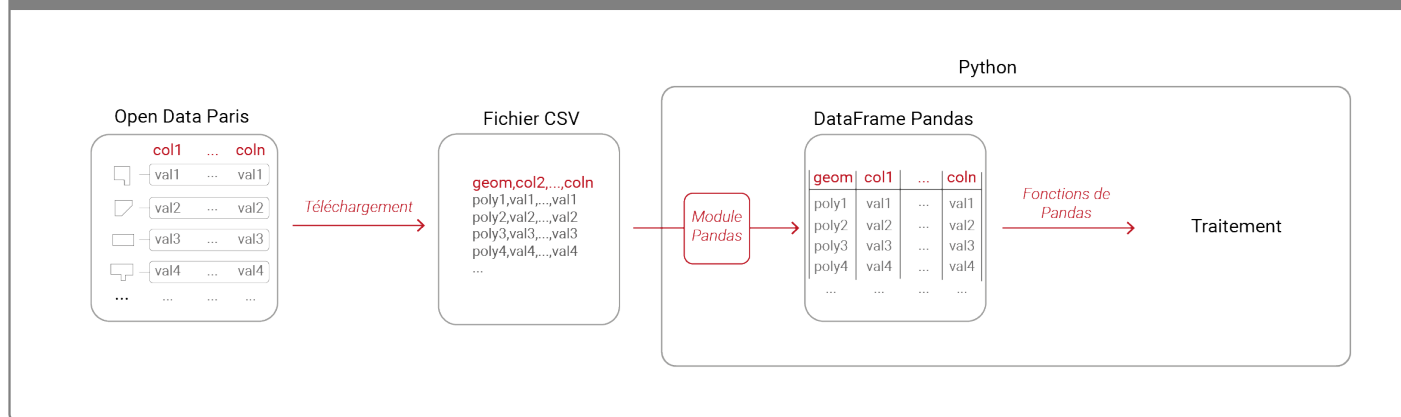 Python
Open Data Paris
col1 ... coln
val1 ... val1
val2 ... val2
val3 ... val3
val4 ... val4
... ... ... ...
Téléchargement
Fichier CSV
geom,col2,...,coln
poly1,val1,...,val1
poly2,val2,...,val2
poly3,val3,...,val3
poly4,val4,...,val4
...
Module
Pandas
DataFrame Pandas
geom col1 ... coln
poly1 val1 ... val1
poly2 val2 ... val2
poly3 val3 ... val3
poly4 val4 ... val4
... ... ... ...
Fonctions de
Pandas
Traitement